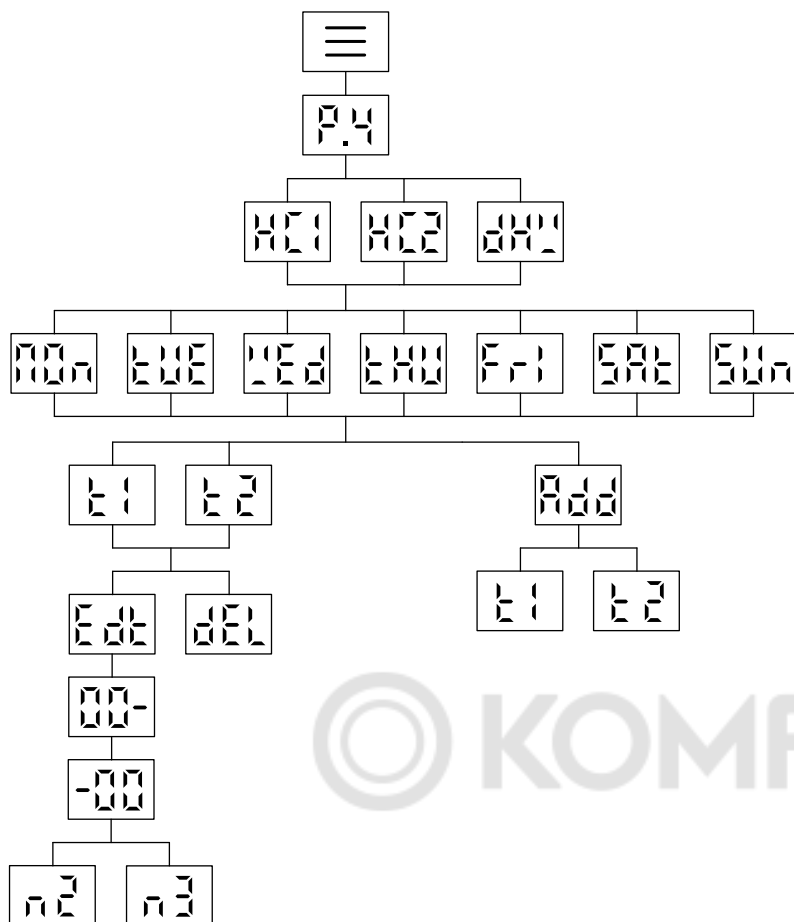 P.4
HC1 HC2 dHW
MOn tUE WEd tHU FrI SAt SUn
t1 t2 Add
t1 t2
Edt dEL
00-
-00
n2 n3